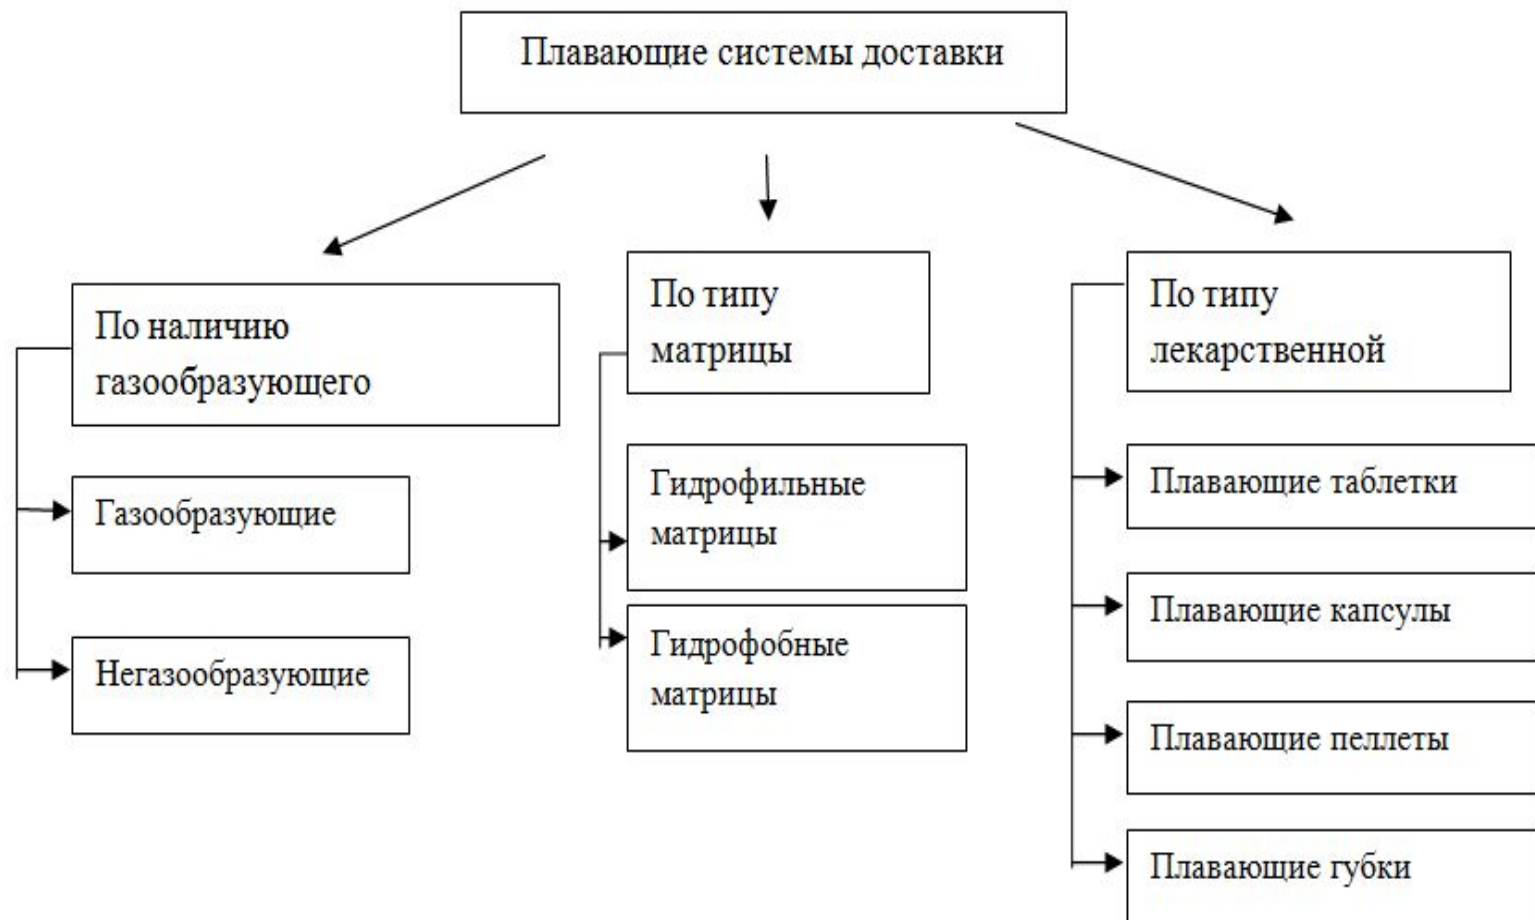 Плавающие системы доставки
По наличию
газообразующего
Газообразующие
Негазообразующие
По типу
матрицы
Гидрофильные
матрицы
Гидрофобные
матрицы
По типу
лекарственной
Плавающие таблетки
Плавающие капсулы
Плавающие пеллеты
Плавающие губки